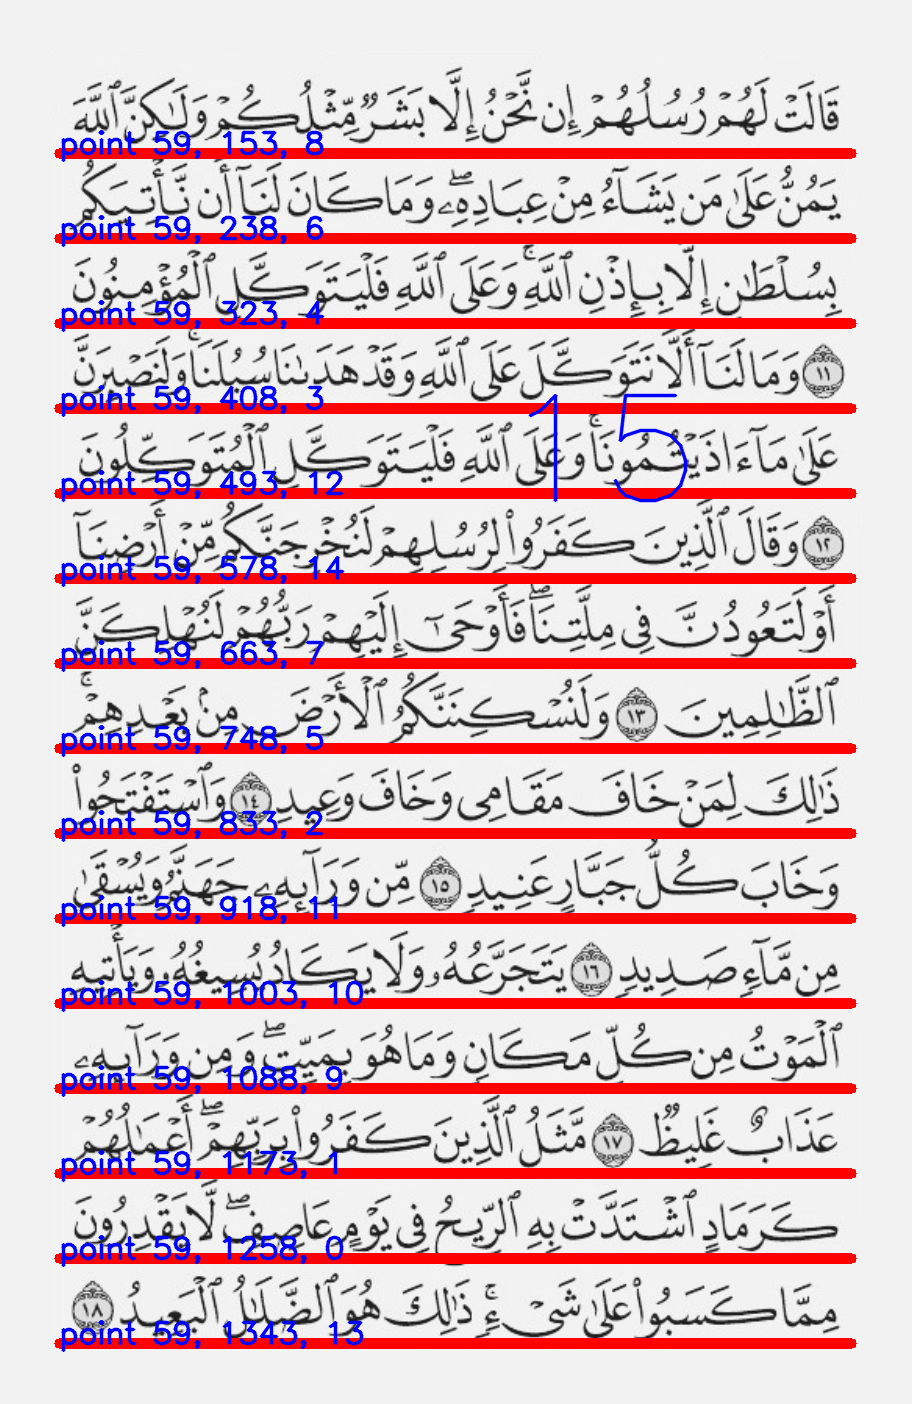 قَالَتْ لَهُمْ رُسُلُهُمْ إِن نَّحْنُ إِلَّا بَشَرٌ مِّثْلُكُمْ وَلَٰكِنَّ ٱللَّهَ
point 59, 153, 8
يَمُنُّ عَلَىٰ مَن يَشَآءُ مِنْ عِبَادِهِۦۖ وَمَا كَانَ لَنَآ أَن نَّأْتِيَكُم
point 59, 238, 6
بِسُلْطَٰنٍ إِلَّا بِإِذْنِ ٱللَّهِۚ وَعَلَى ٱللَّهِ فَلْيَتَوَكَّلِ ٱلْمُؤْمِنُونَ
point 59, 323, 4
١١ وَمَا لَنَآ أَلَّا نَتَوَكَّلَ عَلَى ٱللَّهِ وَقَدْ هَدَىٰنَا سُبُلَنَاۚ وَلَنَصْبِرَنَّ
point 59, 408, 3
15
عَلَىٰ مَآ ءَاذَيْتُمُونَاۚ وَعَلَى ٱللَّهِ فَلْيَتَوَكَّلِ ٱلْمُتَوَكِّلُونَ
point 59, 493, 12
١٢ وَقَالَ ٱلَّذِينَ كَفَرُوا۟ لِرُسُلِهِمْ لَنُخْرِجَنَّكُم مِّنْ أَرْضِنَآ
point 59, 578, 14
أَوْ لَتَعُودُنَّ فِى مِلَّتِنَاۖ فَأَوْحَىٰٓ إِلَيْهِمْ رَبُّهُمْ لَنُهْلِكَنَّ
point 59, 663, 7
ٱلظَّٰلِمِينَ ١٣ وَلَنُسْكِنَنَّكُمُ ٱلْأَرْضَ مِنۢ بَعْدِهِمْۚ
point 59, 748, 5
ذَٰلِكَ لِمَنْ خَافَ مَقَامِى وَخَافَ وَعِيدِ ١٤ وَٱسْتَفْتَحُوا۟
point 59, 833, 2
وَخَابَ كُلُّ جَبَّارٍ عَنِيدٍ ١٥ مِّن وَرَآئِهِۦ جَهَنَّمُ وَيُسْقَىٰ
point 59, 918, 11
مِن مَّآءٍ صَدِيدٍ ١٦ يَتَجَرَّعُهُۥ وَلَا يَكَادُ يُسِيغُهُۥ وَيَأْتِيهِ
point 59, 1003, 10
ٱلْمَوْتُ مِن كُلِّ مَكَانٍ وَمَا هُوَ بِمَيِّتٍۖ وَمِن وَرَآئِهِۦ
point 59, 1088, 9
عَذَابٌ غَلِيظٌ ١٧ مَّثَلُ ٱلَّذِينَ كَفَرُوا۟ بِرَبِّهِمْۖ أَعْمَٰلُهُمْ
point 59, 1173, 1
كَرَمَادٍ ٱشْتَدَّتْ بِهِ ٱلرِّيحُ فِى يَوْمٍ عَاصِفٍۖ لَّا يَقْدِرُونَ
point 59, 1258, 0
مِمَّا كَسَبُوا۟ عَلَىٰ شَىْءٍۚ ذَٰلِكَ هُوَ ٱلضَّلَٰلُ ٱلْبَعِيدُ ١٨
point 59, 1343, 13